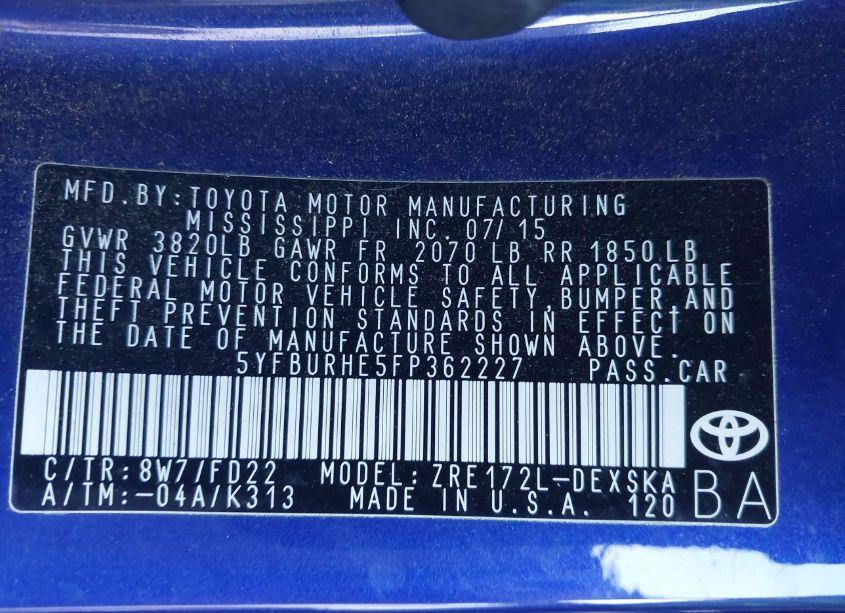 MFD.BY:TOYOTA MOTOR MANUFACTURING
MISSISSIPPI INC. 07/15
GVWR 3820LB GAWR FR 2070 LB RR 1850 LB
THIS VEHICLE CONFORMS TO ALL APPLICABLE
FEDERAL MOTOR VEHICLE SAFETY,BUMPER,AND
THEFT PREVENTION STANDARDS IN EFFECT ON
THE DATE OF MANUFACTURE SHOWN ABOVE.
5YFBURHE5FP362227 PASS.CAR
C/TR:8W7/FD22 MODEL:ZRE172L-DEXSKA
A/TM:-04A/K313 MADE IN U.S.A. 120
BA